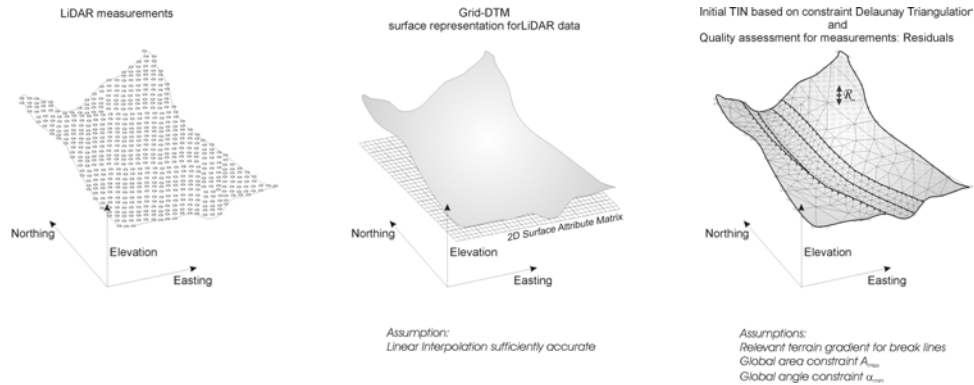 LiDAR measurements
Northing
Elevation
Easting
Grid-DTM
surface representation forLiDAR data
2D Surface Attribute Matrix
Northing
Elevation
Easting
Assumption:
Linear Interpolation sufficiently accurate
Initial TIN based on constraint Delaunay Triangulation
and
Quality assessment for measurements: Residuals
R
Northing
Elevation
Easting
Assumptions:
Relevant terrain gradient for break lines
Global area constraint Amax
Global angle constraint αmin